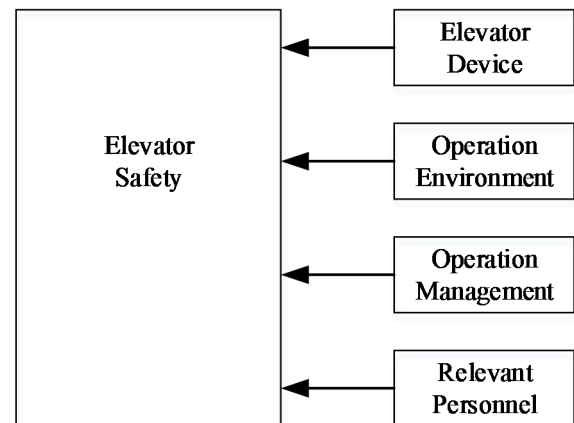 Elevator
Safety
Elevator
Device
Operation
Environment
Operation
Management
Relevant
Personnel